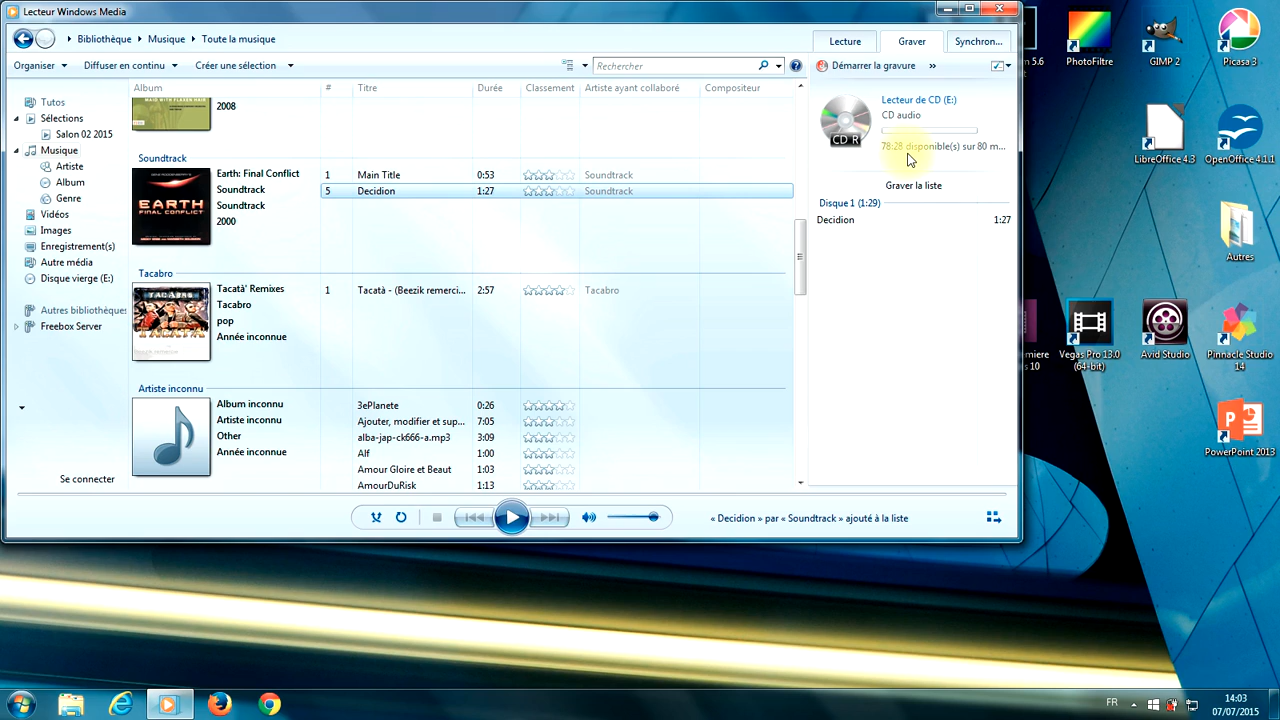 Lecteur Windows Media
Bibliothèque ▸ Musique ▸ Toute la musique
Lecture
Graver
Synchron...
Organiser
Diffuser en continu
Créer une sélection
Rechercher
Démarrer la gravure »
Album
#
Titre
Durée
Classement
Artiste ayant collaboré
Compositeur
Tutos
Sélections
Salon 02 2015
Musique
Artiste
Album
Genre
Vidéos
Images
Enregistrement(s)
Autre média
Disque vierge (E:)
Autres bibliothèques
Freebox Server
Se connecter
2008
Soundtrack
EARTH
FINAL CONFLICT
Earth: Final Conflict
Soundtrack
Soundtrack
2000
1 Main Title 0:53 Soundtrack
5 Decidion 1:27 Soundtrack
Tacabro
TACABRO
TACATA
Tacatà' Remixes
Tacabro
pop
Année inconnue
1 Tacatà - (Beezik remerci... 2:57 Tacabro
Artiste inconnu
Album inconnu
Artiste inconnu
Other
Année inconnue
3ePlanete 0:26
Ajouter, modifier et sup... 7:05
alba-jap-ck666-a.mp3 3:09
Alf 1:00
Amour Gloire et Beaut 1:03
AmourDuRisk 1:13
CD R
Lecteur de CD (E:)
CD audio
78:28 disponible(s) sur 80 m...
Graver la liste
Disque 1 (1:29)
Decidion 1:27
« Decidion » par « Soundtrack » ajouté à la liste
5.6
PhotoFiltre
GIMP 2
Picasa 3
LibreOffice 4.3
OpenOffice 4.1.1
Autres
Vegas Pro 13.0
(64-bit)
Avid Studio
Pinnacle Studio
14
PowerPoint 2013
FR
14:03
07/07/2015